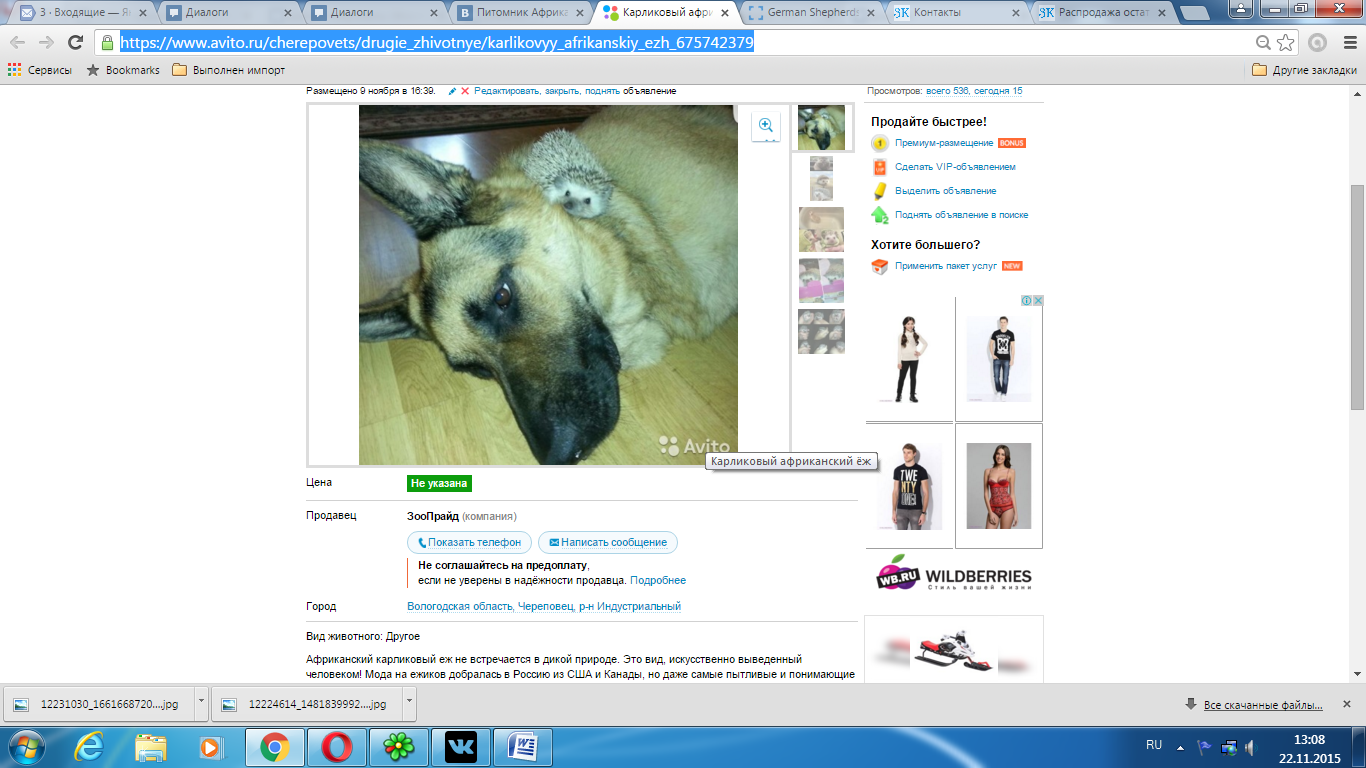 3 · Входящие — Ян
Диалоги
Диалоги
Питомник Африка
Карликовый афри
German Shepherds
Контакты
Распродажа остат
https://www.avito.ru/cherepovets/drugie_zhivotnye/karlikovyy_afrikanskiy_ezh_675742379
Сервисы
Bookmarks
Выполнен импорт
Другие закладки
Размещено 9 ноября в 16:39.
Редактировать, закрыть, поднять объявление
Просмотров: всего 536, сегодня 15
Продайте быстрее!
Премиум-размещение BONUS
Сделать VIP-объявлением
Выделить объявление
Поднять объявление в поиске
Хотите большего?
Применить пакет услуг NEW
Avito
Карликовый африканский ёж
Цена
Не указана
Продавец
ЗооПрайд (компания)
Показать телефон
Написать сообщение
Не соглашайтесь на предоплату,
если не уверены в надёжности продавца. Подробнее
Город
Вологодская область, Череповец, р-н Индустриальный
Вид животного: Другое
Африканский карликовый еж не встречается в дикой природе. Это вид, искусственно выведенный
человеком! Мода на ежиков добралась в Россию из США и Канады, но даже самые пытливые и понимающие
TWE
NTY
WB.RU
WILDBERRIES
Стиль вашей жизни
12231030_1661668720....jpg
12224614_1481839992....jpg
Все скачанные файлы...
RU
13:08
22.11.2015